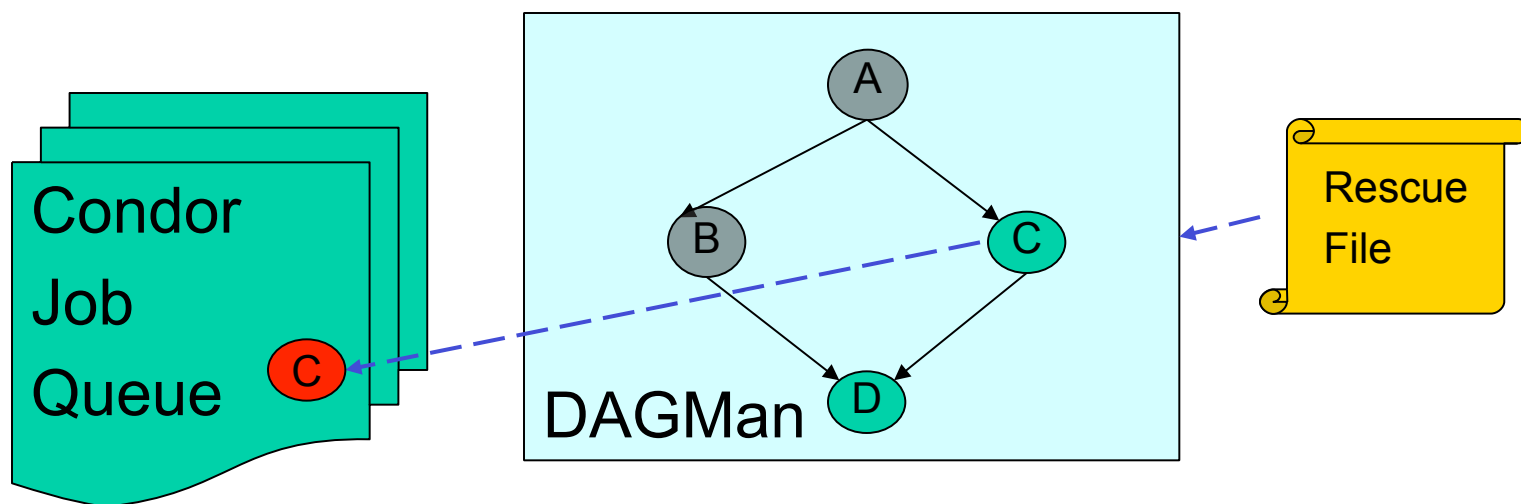 Condor
Job
Queue
C
A
B
C
D
DAGMan
Rescue
File